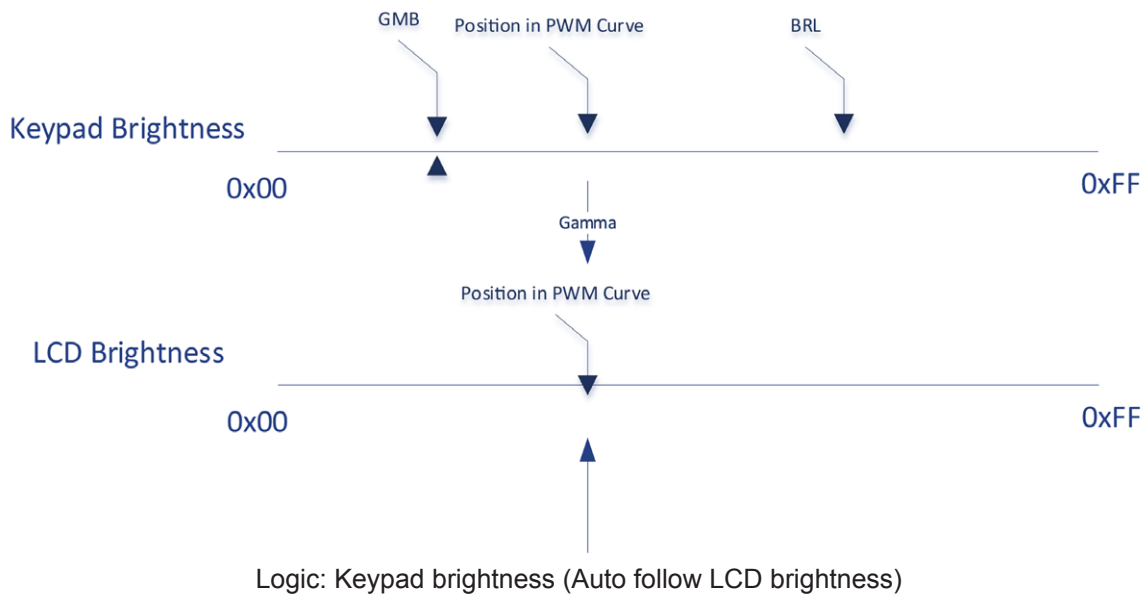 GMB
Position in PWM Curve
BRL
Keypad Brightness
0x00
0xFF
Gamma
Position in PWM Curve
LCD Brightness
0x00
0xFF
Logic: Keypad brightness (Auto follow LCD brightness)